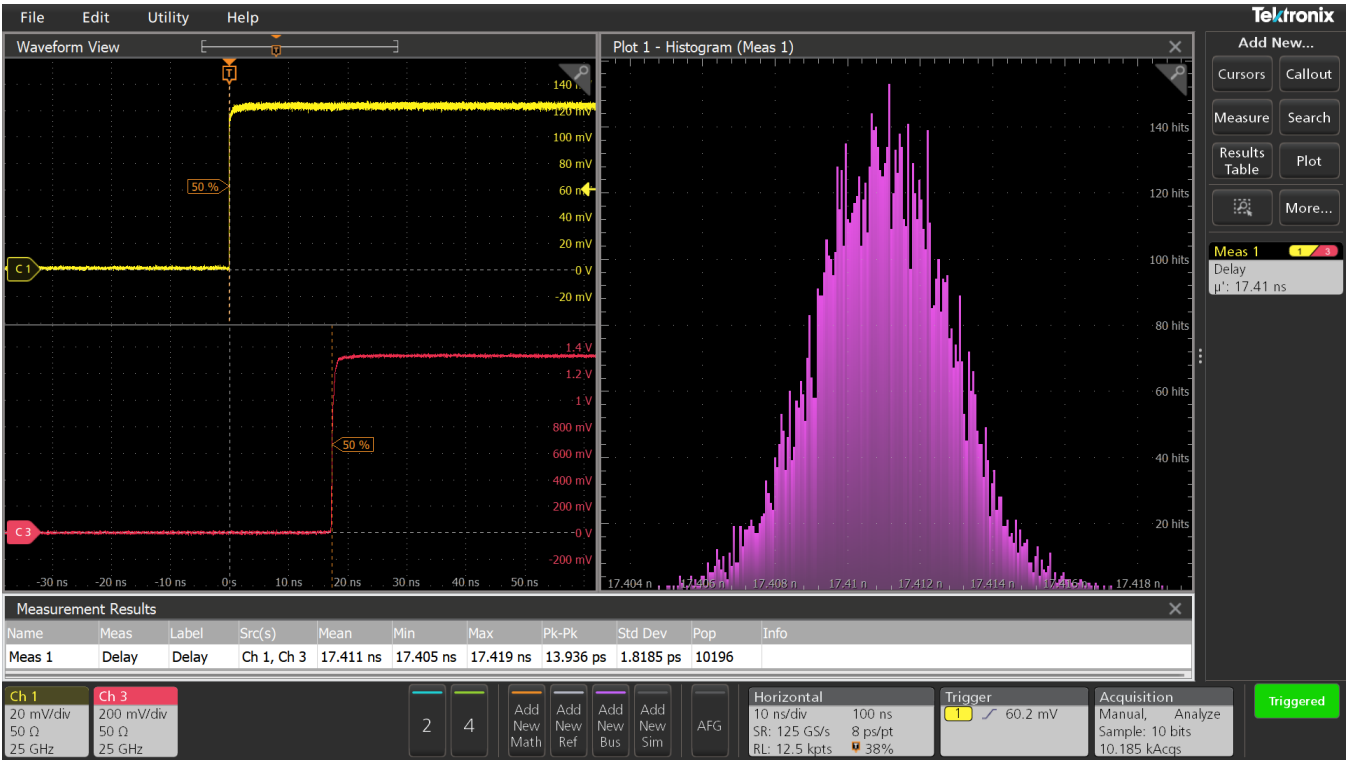 File Edit Utility Help
Tektronix
Waveform View
T
T
140
120 mV
100 mV
80 mV
50 %
60 m
40 mV
20 mV
C 1
0 V
-20 mV
1.4 V
1.2 V
1 V
800 mV
50 %
600 mV
400 mV
200 mV
C 3
0 V
-200 mV
-30 ns -20 ns -10 ns 0 s 10 ns 20 ns 30 ns 40 ns 50 ns
Plot 1 - Histogram (Meas 1)
140 hits
120 hits
100 hits
80 hits
60 hits
40 hits
20 hits
17.404 n 17.406 n 17.408 n 17.41 n 17.412 n 17.414 n 17.416 n 17.418 n
Add New...
Cursors Callout
Measure Search
Results Table Plot
More...
Meas 1 1 3
Delay
μ': 17.41 ns
Measurement Results
Name Meas Label Src(s) Mean Min Max Pk-Pk Std Dev Pop Info
Meas 1 Delay Delay Ch 1, Ch 3 17.411 ns 17.405 ns 17.419 ns 13.936 ps 1.8185 ps 10196
Ch 1
20 mV/div
50 Ω
25 GHz
Ch 3
200 mV/div
50 Ω
25 GHz
2
4
Add
New
Math
Add
New
Ref
Add
New
Bus
Add
New
Sim
AFG
Horizontal
10 ns/div 100 ns
SR: 125 GS/s 8 ps/pt
RL: 12.5 kpts 38%
Trigger
1 60.2 mV
Acquisition
Manual, Analyze
Sample: 10 bits
10.185 kAcqs
Triggered